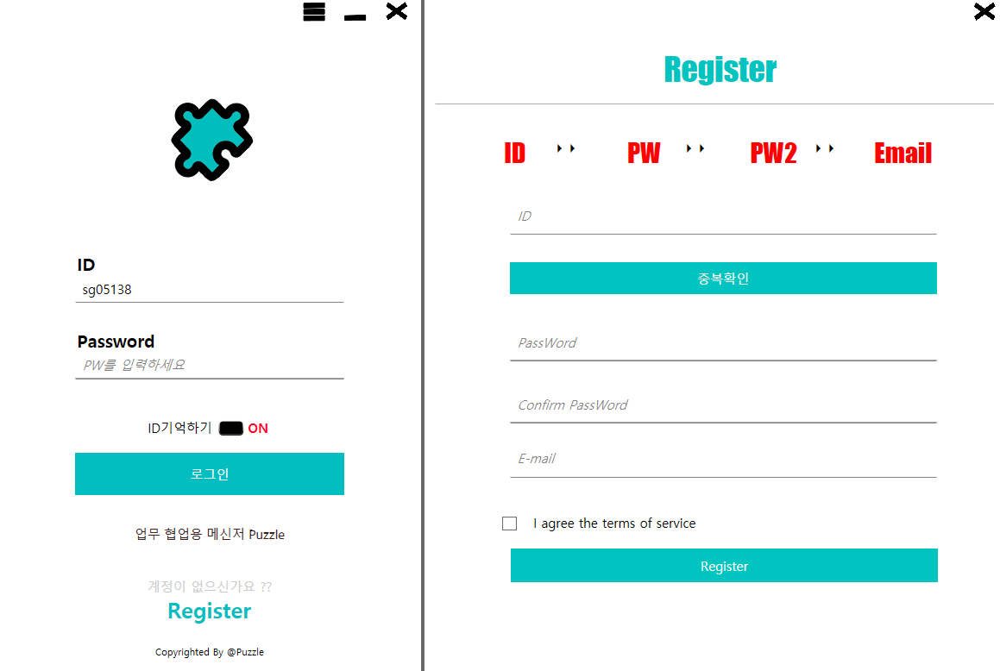 ID
sg05138
Password
PW를 입력하세요
ID기억하기 ON
로그인
업무 협업용 메신저 Puzzle
계정이 없으신가요 ??
Register
Copyrighted By @Puzzle
Register
ID PW PW2 Email
ID
중복확인
PassWord
Confirm PassWord
E-mail
I agree the terms of service
Register